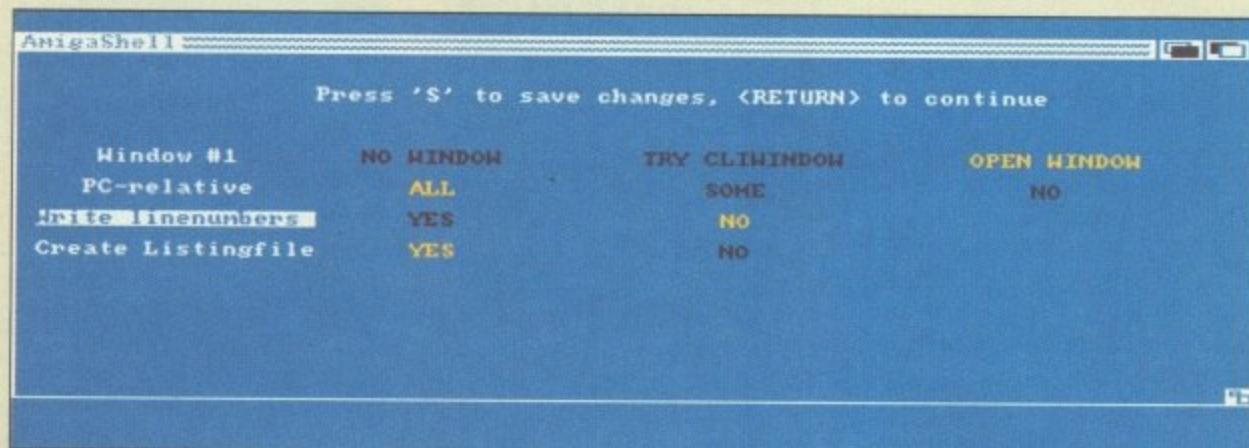 AmigaShell
Press 'S' to save changes, <RETURN> to continue
Window #1 NO WINDOW TRY CLIWINDOW OPEN WINDOW
PC-relative ALL SOME NO
Write linenumbers YES NO
Create Listingfile YES NO